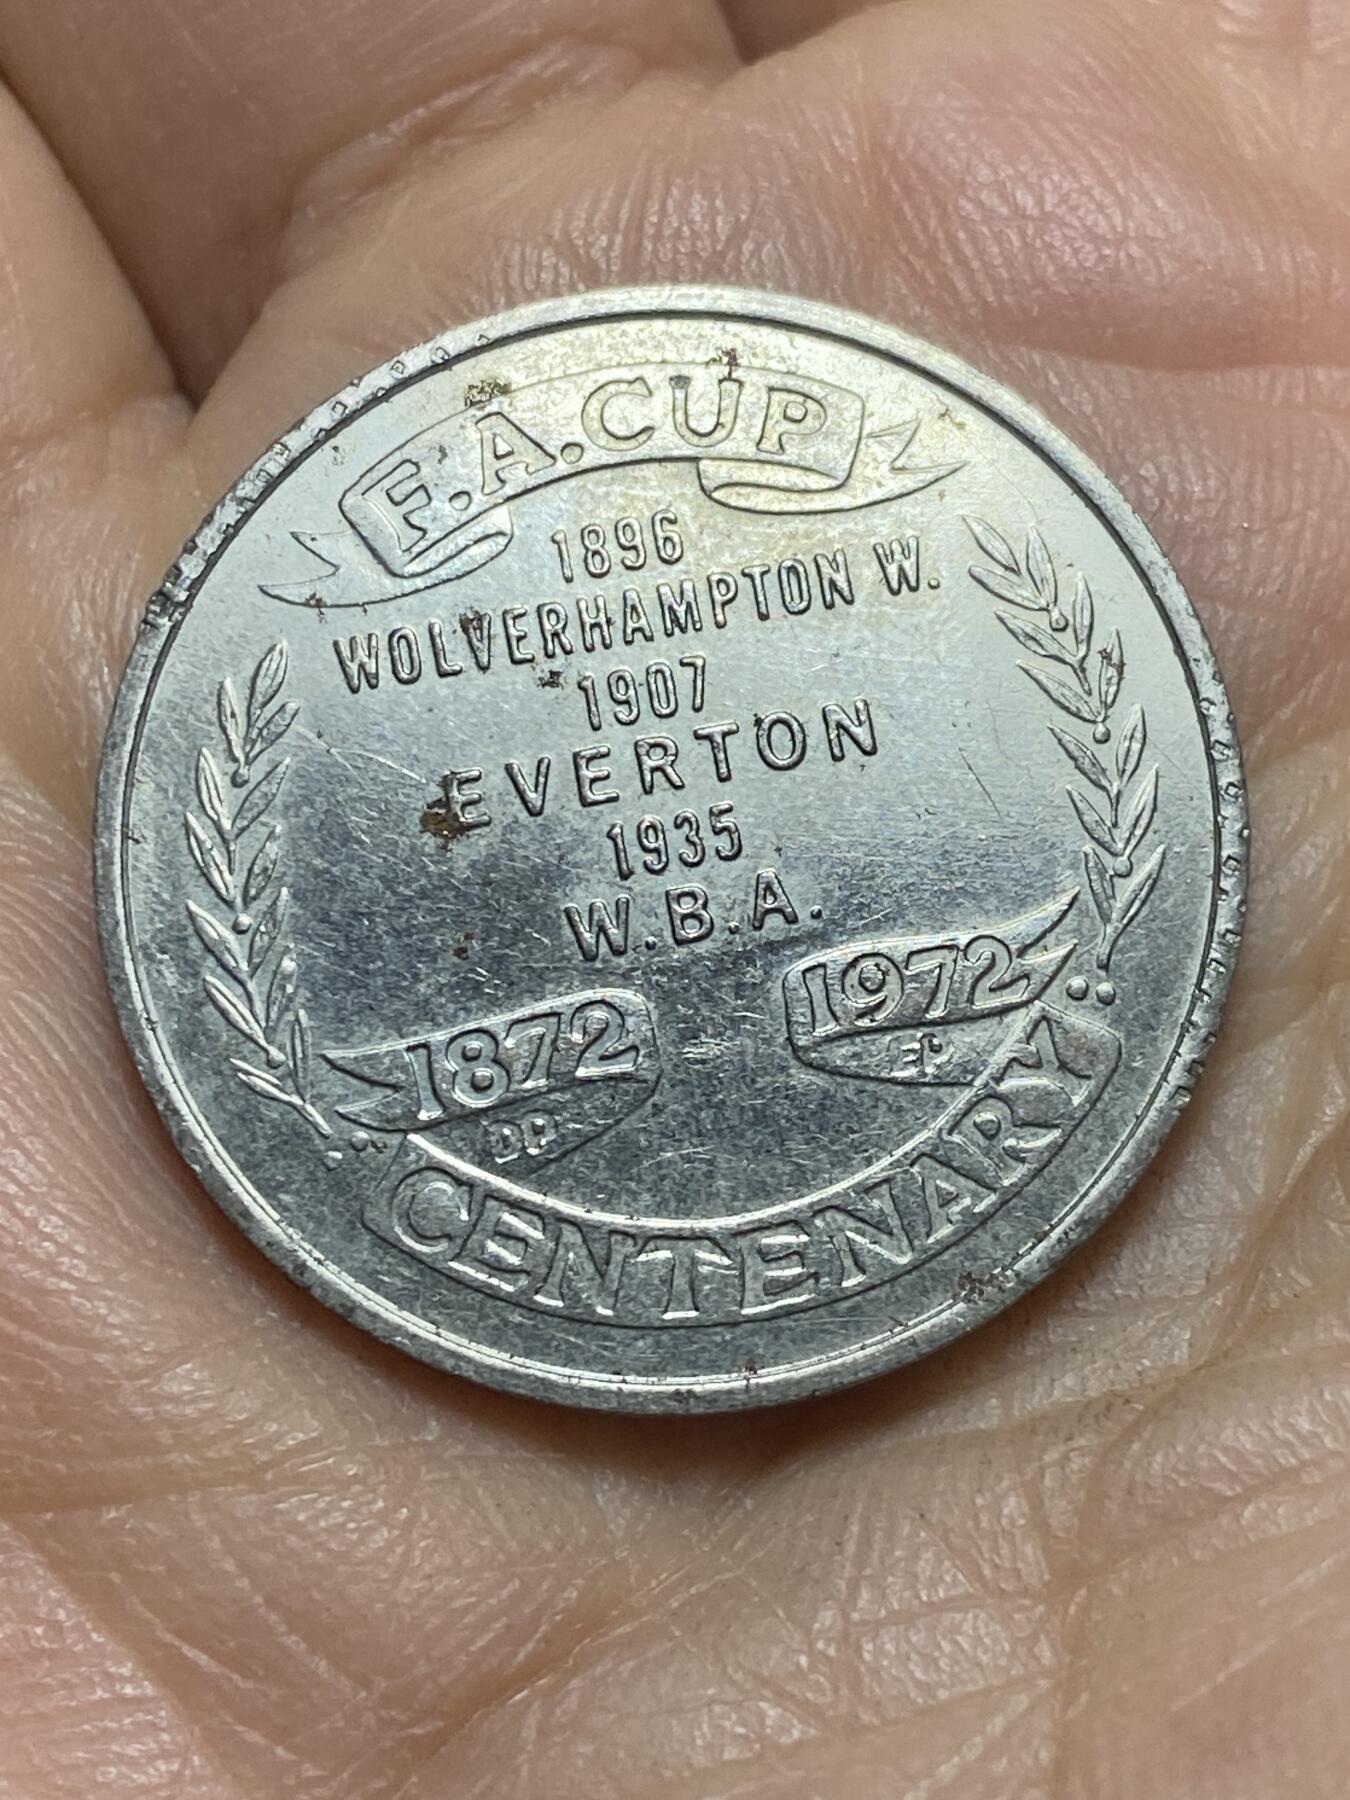 F.A.CUP
1896
WOLVERHAMPTON W.
1907
EVERTON
1935
W.B.A.
1872
1972
CENTENARY